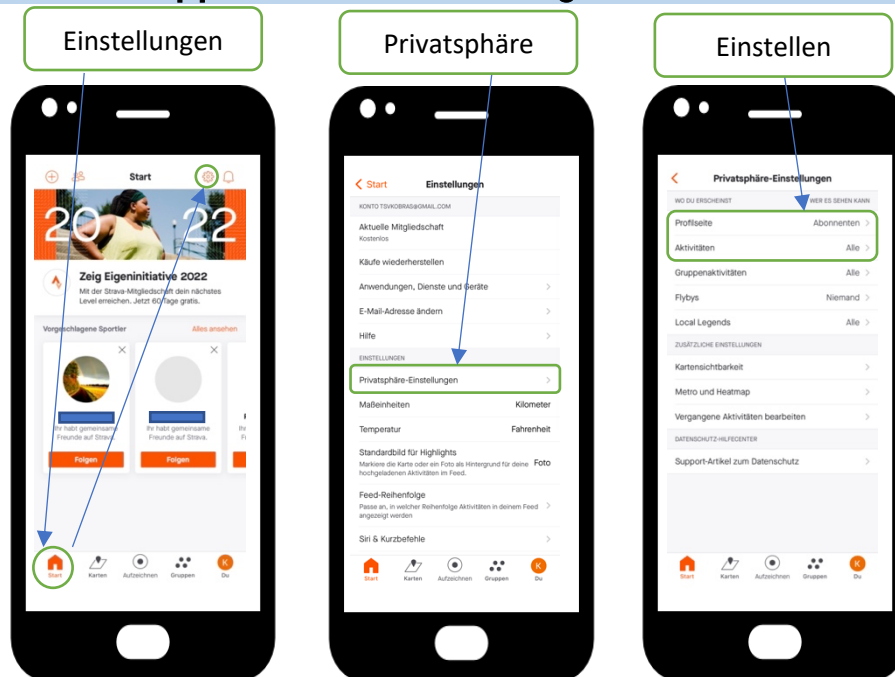 Einstellungen
Privatsphäre
Einstellen
Start
20 22
Zeig Eigeninitiative 2022
Mit der Strava-Mitgliedschaft dein nächstes
Level erreichen. Jetzt 60 Tage gratis.
Vorgeschlagene Sportler
Alles ansehen
Ihr habt gemeinsame
Freunde auf Strava.
Folgen
Ihr habt gemeinsame
Freunde auf Strava.
Folgen
Start
Karten
Aufzeichnen
Gruppen
K
Du
Start
Einstellungen
KONTO TSVKOBRAS@GMAIL.COM
Aktuelle Mitgliedschaft
Kostenlos
Käufe wiederherstellen
Anwendungen, Dienste und Geräte
E-Mail-Adresse ändern
Hilfe
EINSTELLUNGEN
Privatsphäre-Einstellungen
Maßeinheiten Kilometer
Temperatur Fahrenheit
Standardbild für Highlights
Markiere die Karte oder ein Foto als Hintergrund für deine Foto
hochgeladenen Aktivitäten im Feed.
Feed-Reihenfolge
Passe an, in welcher Reihenfolge Aktivitäten in deinem Feed
angezeigt werden
Siri & Kurzbefehle
Start
Karten
Aufzeichnen
Gruppen
K
Du
Privatsphäre-Einstellungen
WO DU ERSCHEINST WER ES SEHEN KANN
Profilseite Abonnenten
Aktivitäten Alle
Gruppenaktivitäten Alle
Flybys Niemand
Local Legends Alle
ZUSÄTZLICHE EINSTELLUNGEN
Kartensichtbarkeit
Metro und Heatmap
Vergangene Aktivitäten bearbeiten
DATENSCHUTZ-HILFECENTER
Support-Artikel zum Datenschutz
Start
Karten
Aufzeichnen
Gruppen
K
Du